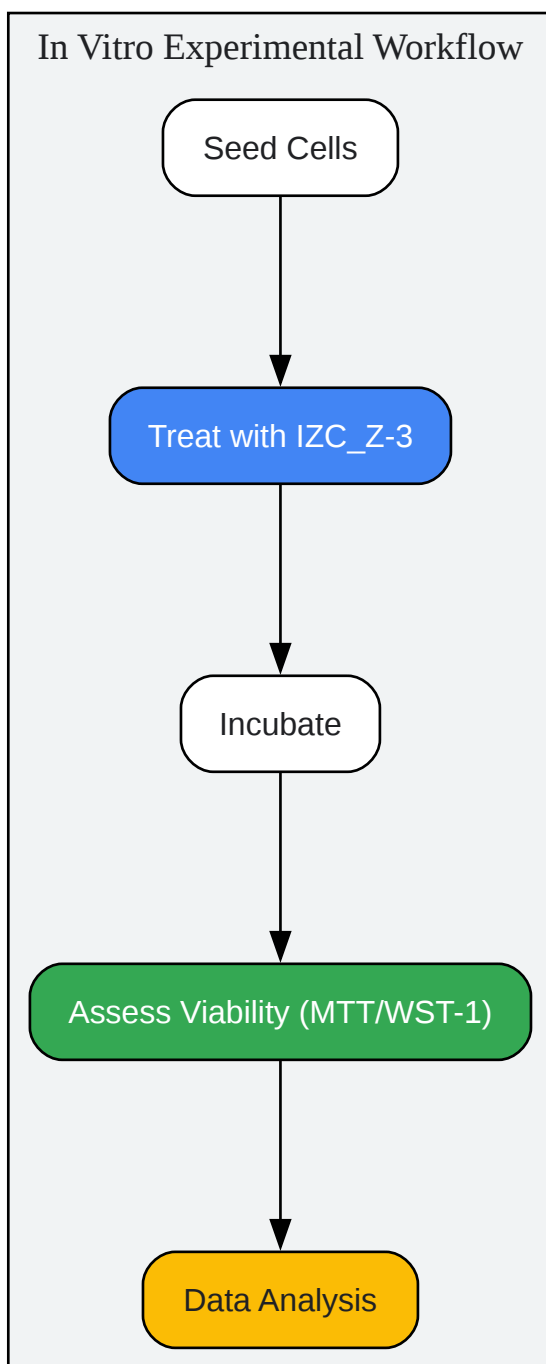 In Vitro Experimental Workflow
Seed Cells
Treat with IZC_Z-3
Incubate
Assess Viability (MTT/WST-1)
Data Analysis